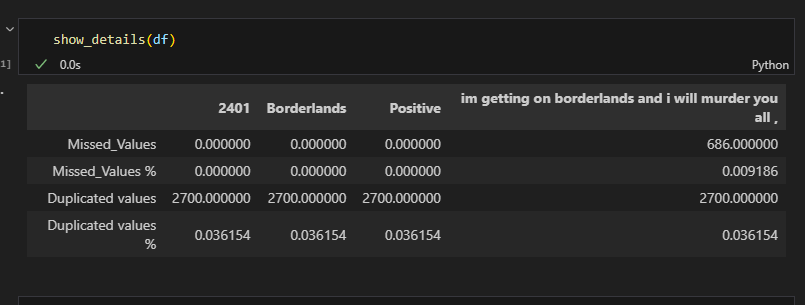 show_details(df)
1]
0.0s
Python
2401 Borderlands Positive im getting on borderlands and i will murder you
all ,
Missed_Values 0.000000 0.000000 0.000000 686.000000
Missed_Values % 0.000000 0.000000 0.000000 0.009186
Duplicated values 2700.000000 2700.000000 2700.000000 2700.000000
Duplicated values
% 0.036154 0.036154 0.036154 0.036154